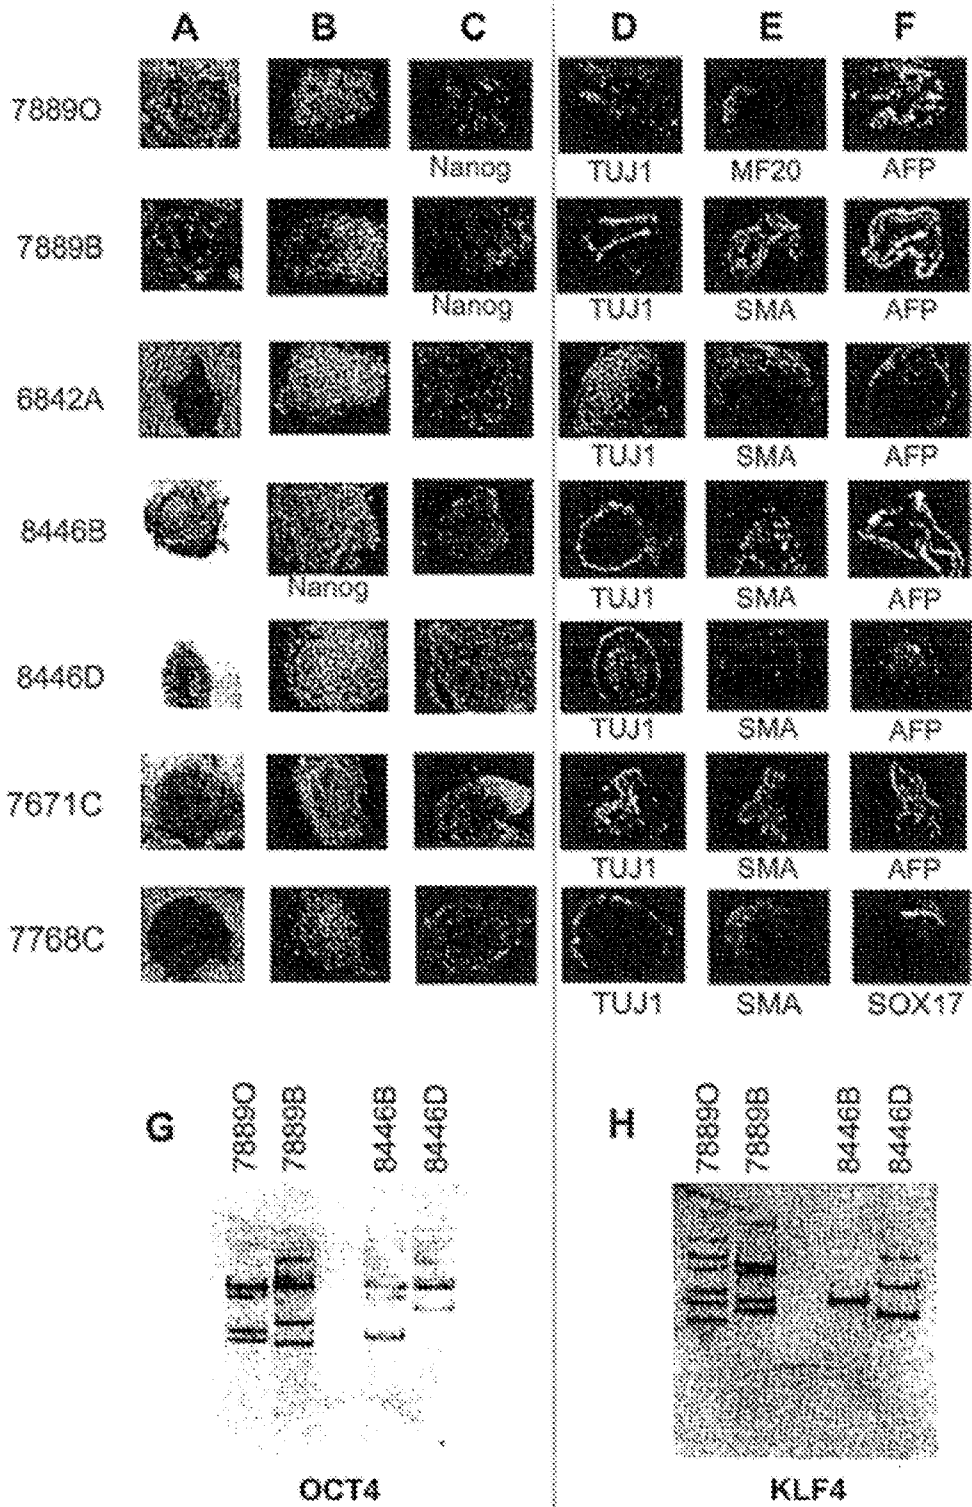 A B C D E F
7889O
Nanog TUJ1 MF20 AFP
7889B
Nanog TUJ1 SMA AFP
6842A
TUJ1 SMA AFP
8446B
Nanog TUJ1 SMA AFP
8446D
TUJ1 SMA AFP
7671C
TUJ1 SMA AFP
7768C
TUJ1 SMA SOX17
G 7889O 7889B 8446B 8446D H 7889O 7889B 8446B 8446D
OCT4 KLF4